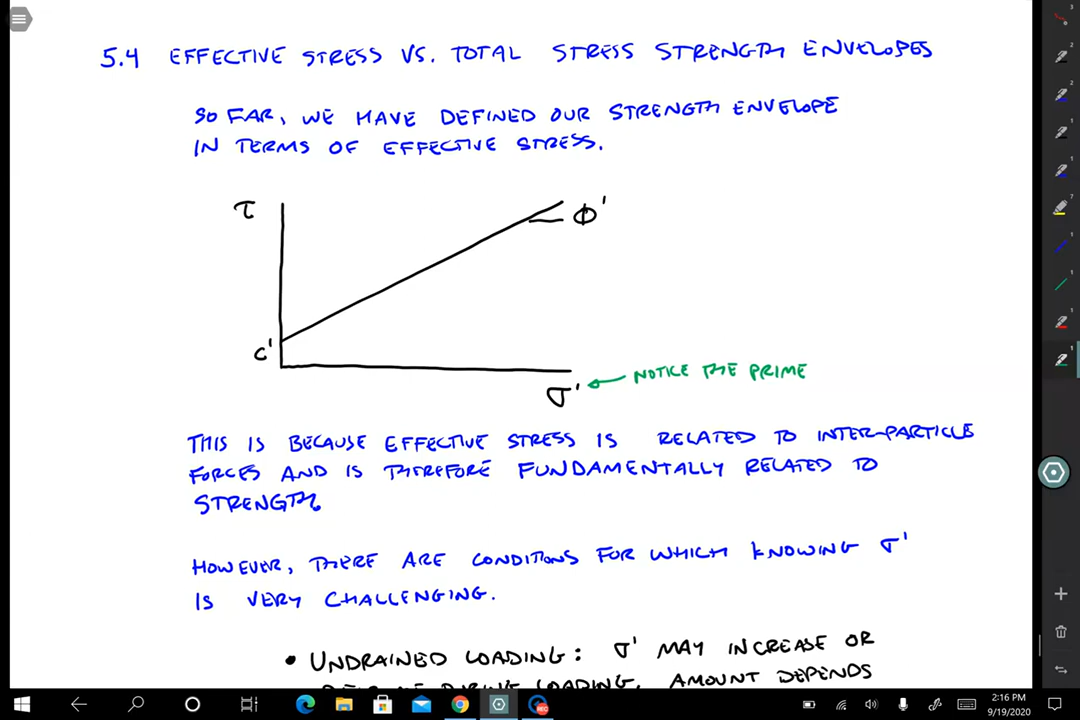 5.4 EFFECTIVE STRESS VS. TOTAL STRESS STRENGTH ENVELOPES
SO FAR, WE HAVE DEFINED OUR STRENGTH ENVELOPE
IN TERMS OF EFFECTIVE STRESS.
τ
Φ'
C'
σ'
NOTICE THE PRIME
THIS IS BECAUSE EFFECTIVE STRESS IS RELATED TO INTER-PARTICLE
FORCES AND IS THEREFORE FUNDAMENTALLY RELATED TO
STRENGTH.
HOWEVER, THERE ARE CONDITIONS FOR WHICH KNOWING σ'
IS VERY CHALLENGING.
• UNDRAINED LOADING: σ' MAY INCREASE OR
DURING LOADING. AMOUNT DEPENDS
2:16 PM
9/19/2020